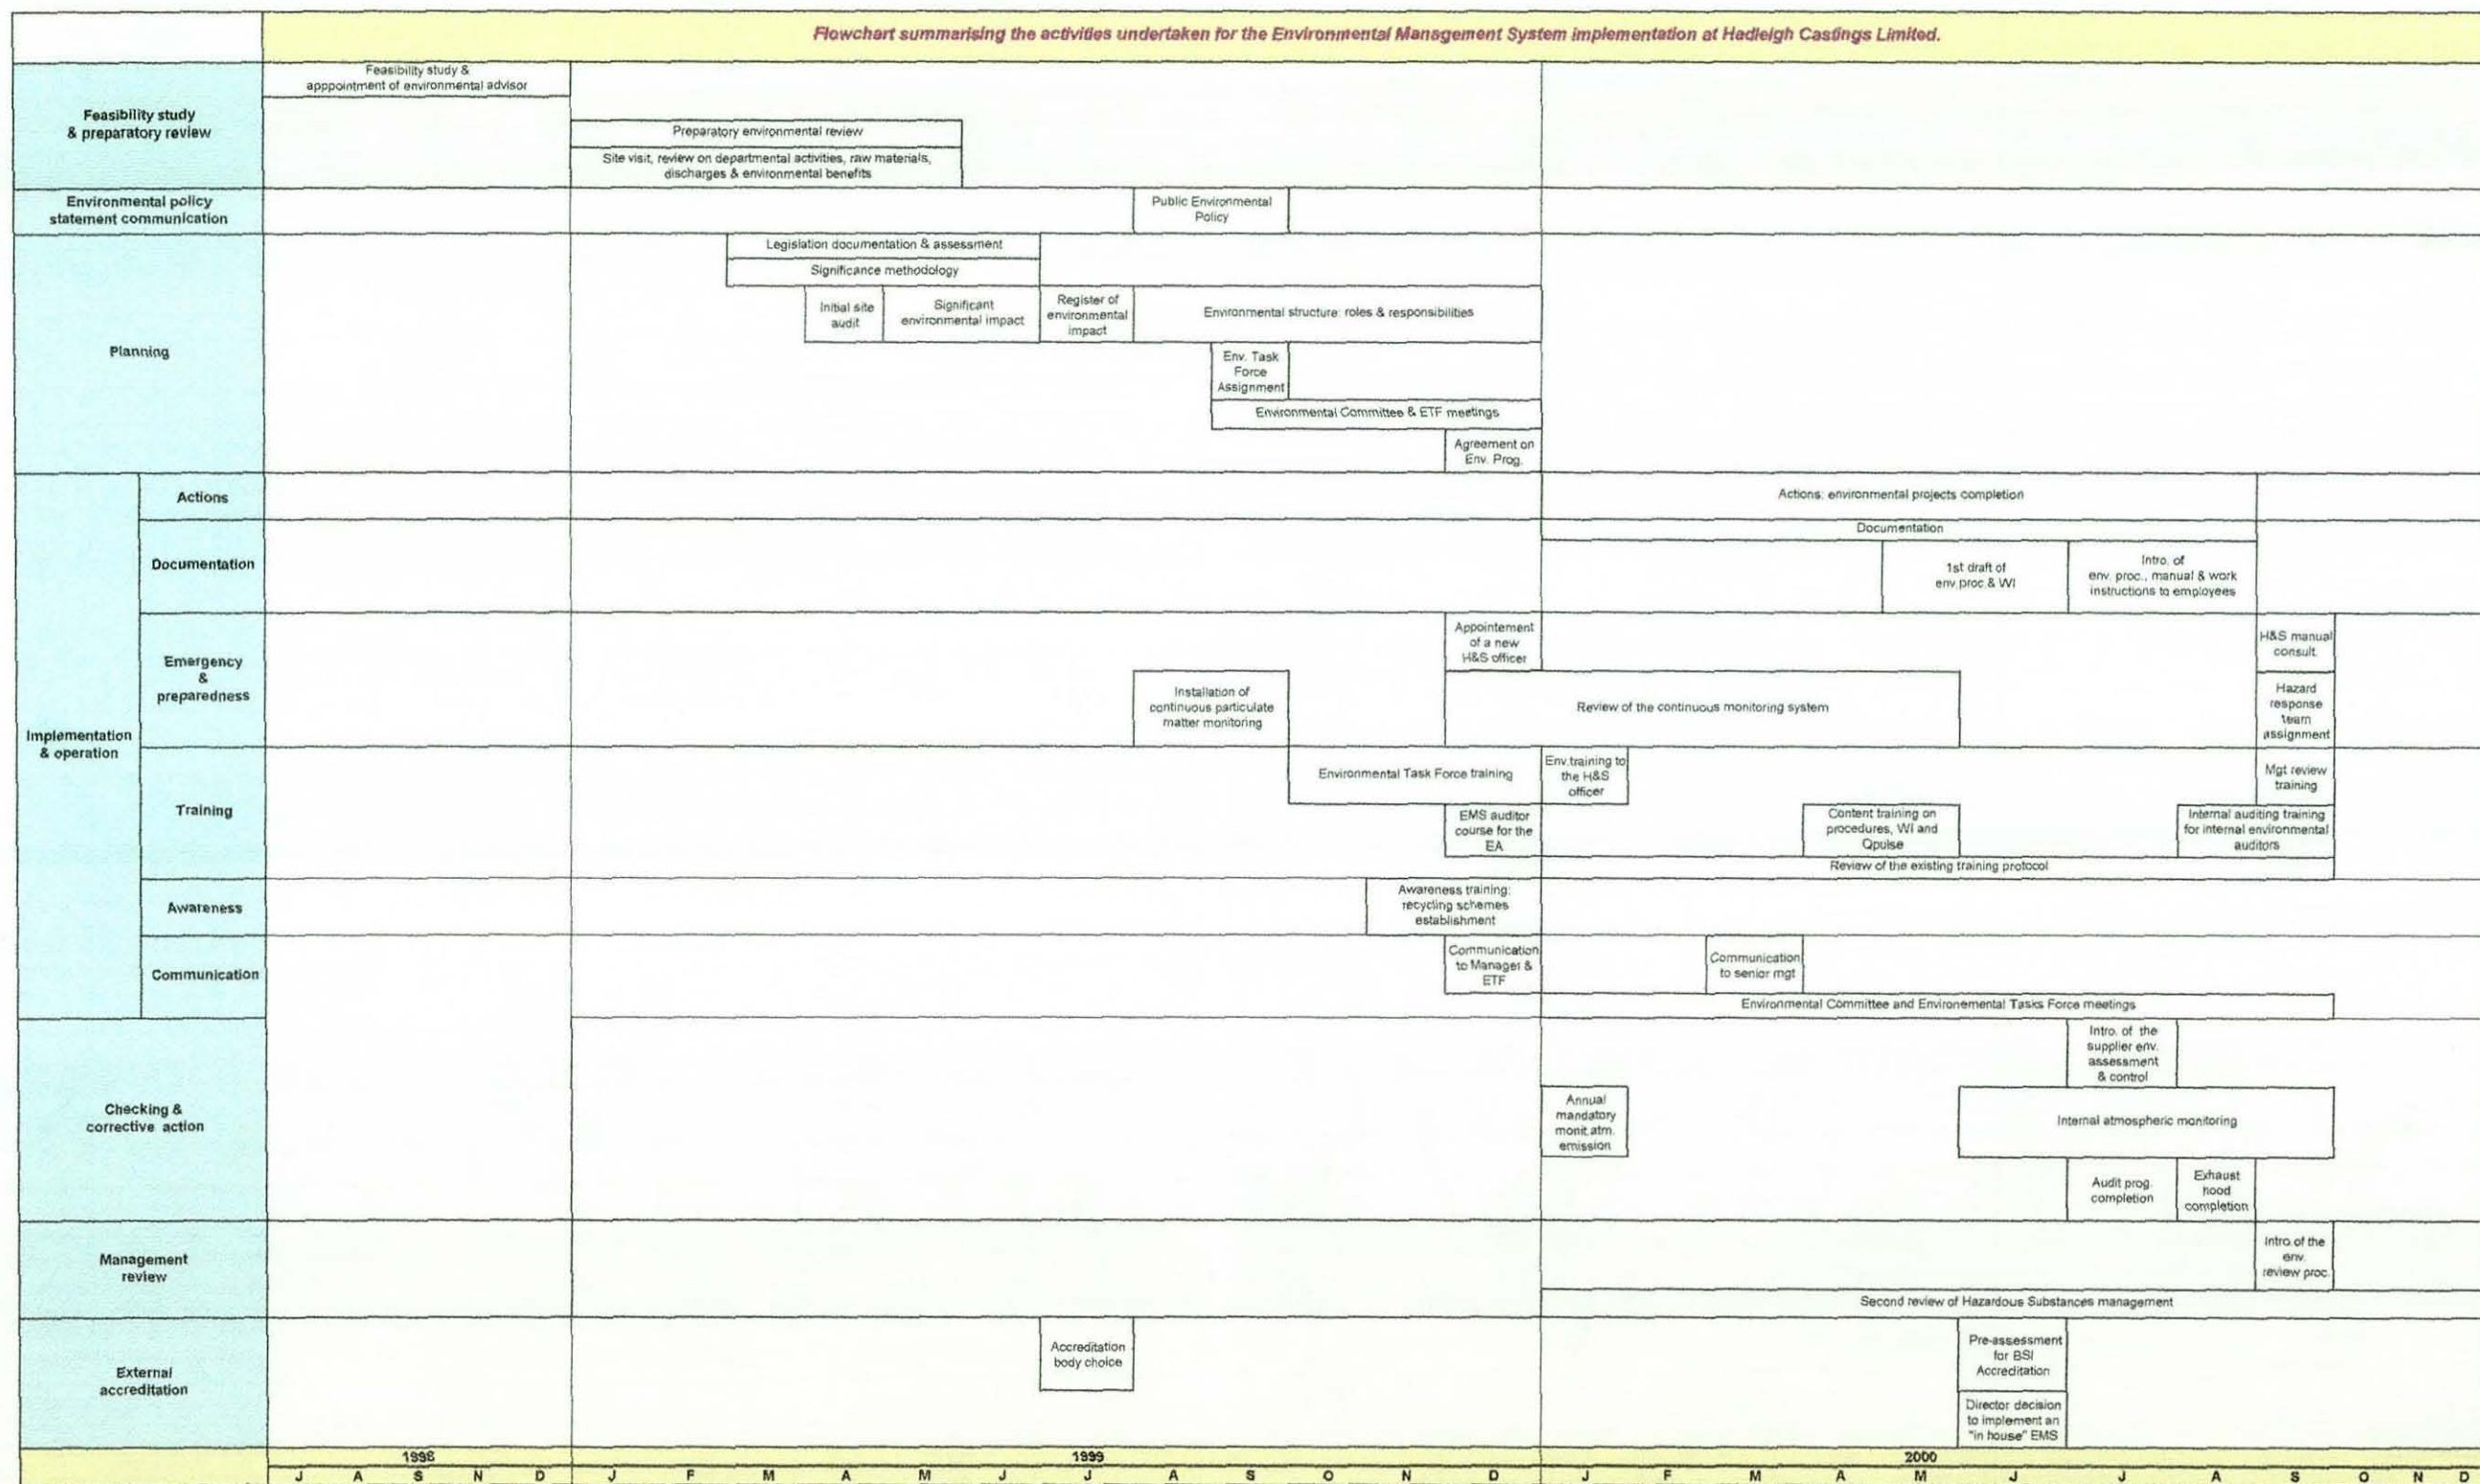 Flowchart summarising the activities undertaken for the Environmental Management System implementation at Hadleigh Castings Limited.
Feasibility study
& preparatory review
Feasibility study &
apppointment of environmental advisor
Preparatory environmental review
Site visit, review on departmental activities, raw materials,
discharges & environmental benefits
Environmental policy
statement communication
Public Environmental
Policy
Planning
Legislation documentation & assessment
Significance methodology
Initial site
audit
Significant
environmental impact
Register of
environmental
impact
Environmental structure: roles & responsibilities
Env. Task
Force
Assignment
Environmental Committee & ETF meetings
Agreement on
Env. Prog.
Implementation
& operation
Actions
Actions: environmental projects completion
Documentation
Documentation
1st draft of
env.proc.& WI
Intro. of
env. proc., manual & work
instructions to employees
Emergency
&
preparedness
Appointement
of a new
H&S officer
H&S manual
consult.
Installation of
continuous particulate
matter monitoring
Review of the continuous monitoring system
Hazard
response
team
assignment
Training
Environmental Task Force training
Env.training to
the H&S
officer
Mgt review
training
EMS auditor
course for the
EA
Content training on
procedures, WI and
Qpulse
Internal auditing training
for internal environmental
auditors
Review of the existing training protocol
Awareness
Awareness training:
recycling schemes
establishment
Communication
Communication
to Manager &
ETF
Communication
to senior mgt
Environmental Committee and Environemental Tasks Force meetings
Checking &
corrective action
Intro. of the
supplier env.
assessment
& control
Annual
mandatory
monit.atm.
emission
Internal atmospheric monitoring
Audit prog.
completion
Exhaust
hood
completion
Management
review
Intro.of the
env.
review proc.
Second review of Hazardous Substances management
External
accreditation
Accreditation
body choice
Pre-assessment
for BSI
Accreditation
Director decision
to implement an
"in house" EMS
1998 1999 2000
J A S N D J F M A M J J A S O N D J F M A M J J A S O N D